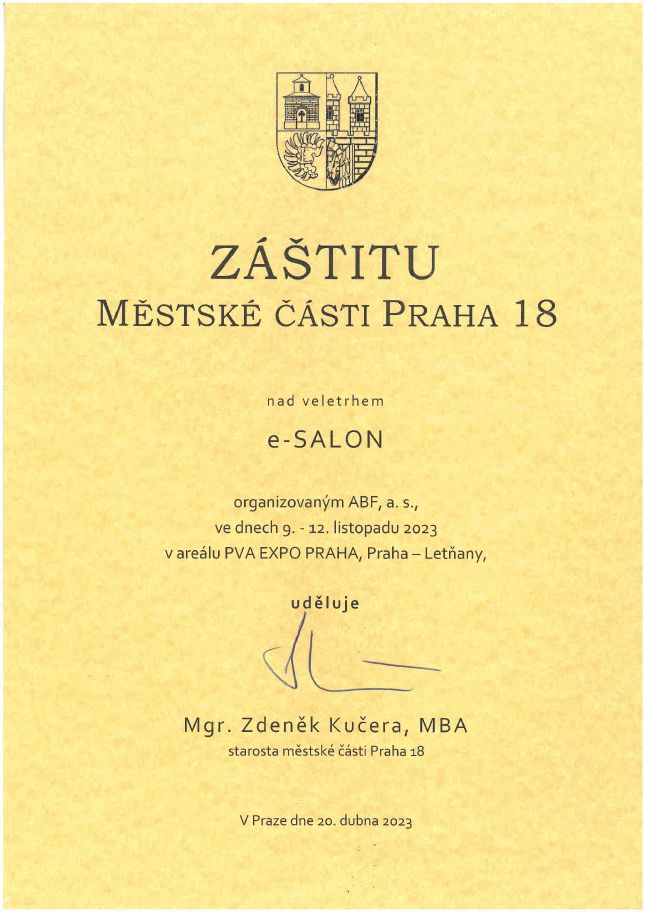 ZÁŠTITU
MĚSTSKÉ ČÁSTI PRAHA 18
nad veletrhem
e-SALON
organizovaným ABF, a. s.,
ve dnech 9. - 12. listopadu 2023
v areálu PVA EXPO PRAHA, Praha – Letňany,
uděluje
Mgr. Zdeněk Kučera, MBA
starosta městské části Praha 18
V Praze dne 20. dubna 2023